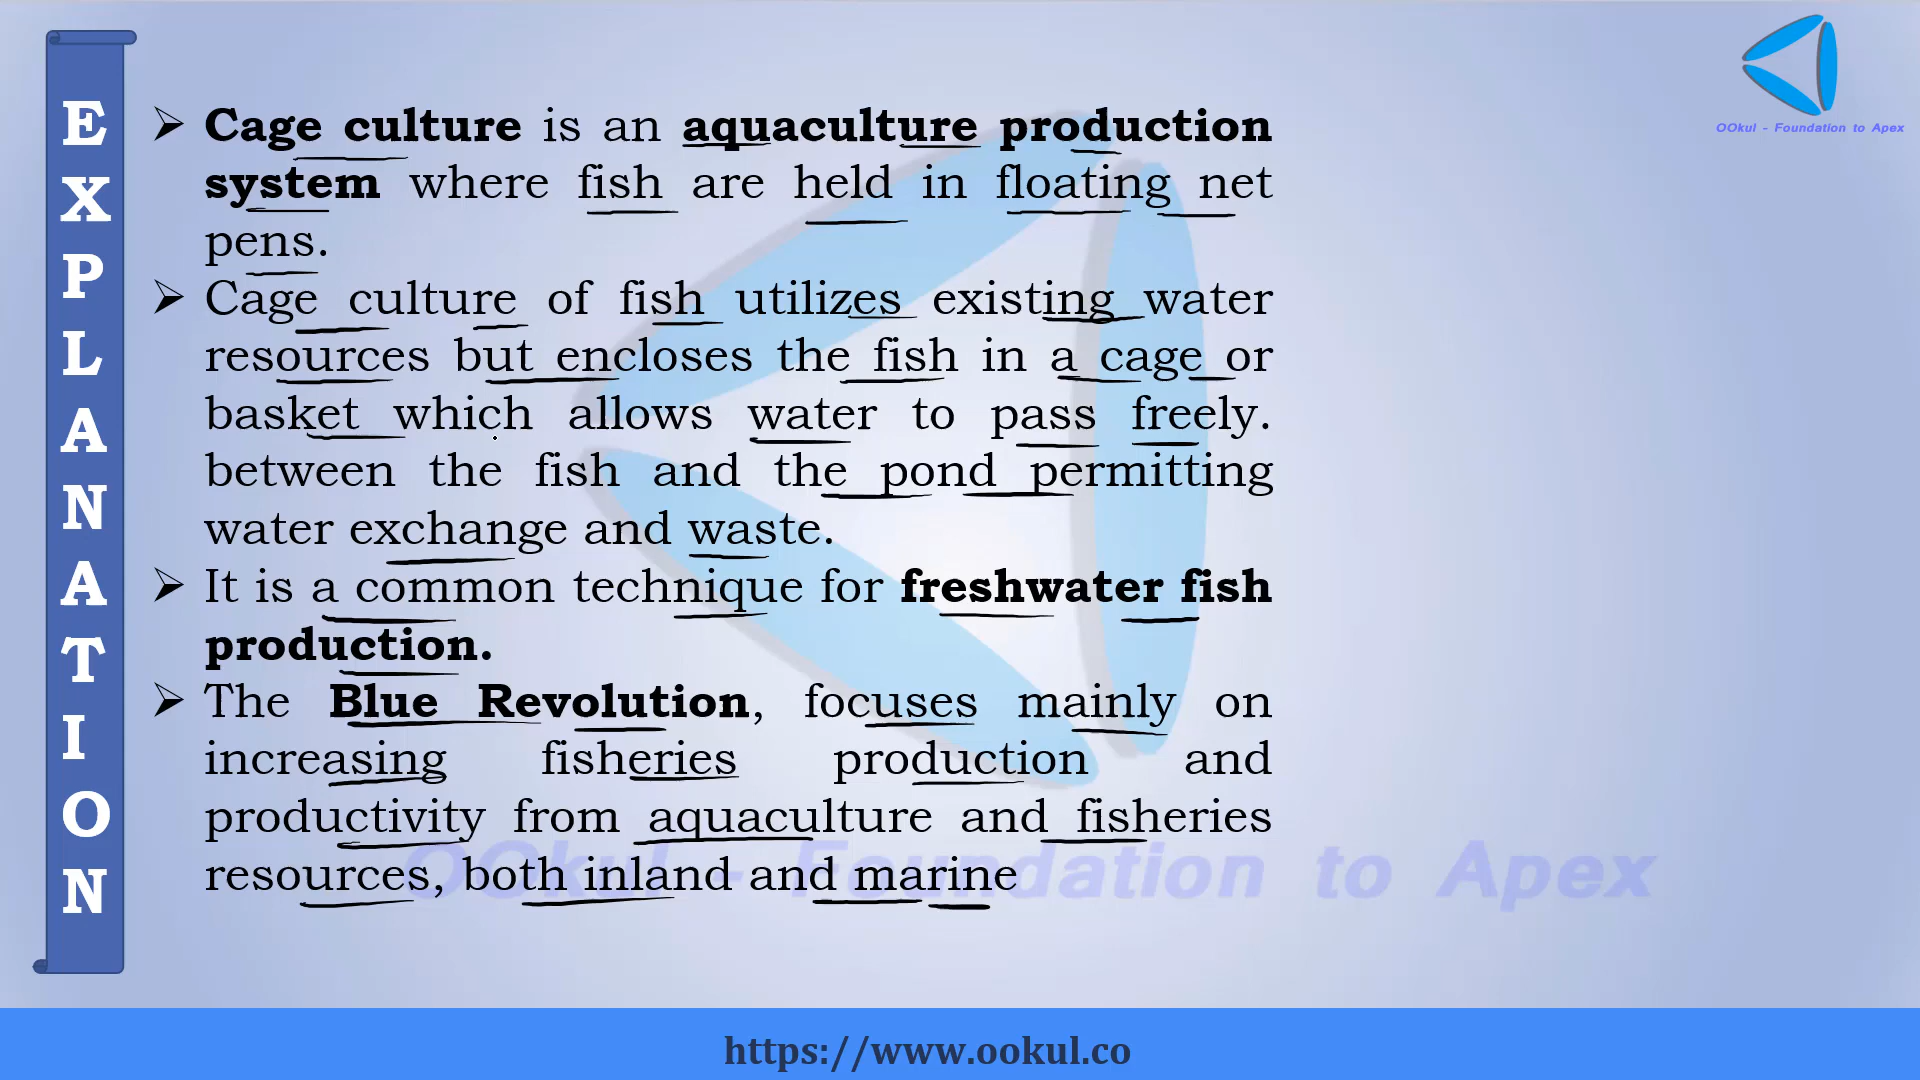 OOkul - Foundation to Apex
EXPLANATION
➢ Cage culture is an aquaculture production
system where fish are held in floating net
pens.
➢ Cage culture of fish utilizes existing water
resources but encloses the fish in a cage or
basket which allows water to pass freely.
between the fish and the pond permitting
water exchange and waste.
➢ It is a common technique for freshwater fish
production.
➢ The Blue Revolution, focuses mainly on
increasing fisheries production and
productivity from aquaculture and fisheries
resources, both inland and marine
OOkul - Foundation to Apex
https://www.ookul.co